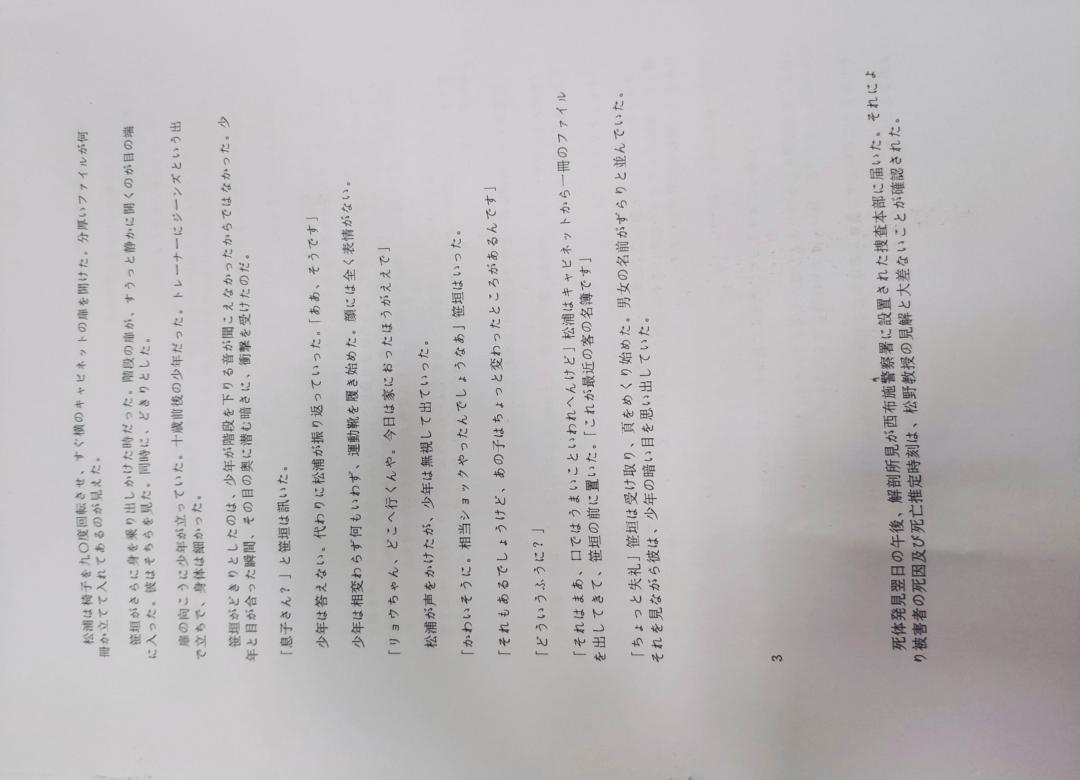 松浦は椅子を九〇度回転させ、すぐ横のキャビネットの扉を開けた。分厚いファイルが何
冊か立てて入れてあるのが見えた。
笹垣がさらに身を乗り出しかけた時だった。階段の扉が、すうっと静かに開くのが目の端
に入った。彼はそちらを見た。同時に、どきりとした。
扉の向こうに少年が立っていた。十歳前後の少年だった。トレーナーにジーンズという出
で立ちで、身体は細かった。
笹垣がどきりとしたのは、少年が階段を下りる音が聞こえなかったからではなかった。少
年と目が合った瞬間、その目の奥に潜む暗さに、衝撃を受けたのだ。
「息子さん?」と笹垣は訊いた。
少年は答えない。代わりに松浦が振り返っていった。「ああ、そうです」
少年は相変わらず何もいわず、運動靴を履き始めた。顔には全く表情がない。
「リョウちゃん、どこへ行くんや。今日は家におったほうがええで」
松浦が声をかけたが、少年は無視して出ていった。
「かわいそうに。相当ショックやったんでしょうなあ」笹垣はいった。
「それもあるでしょうけど、あの子はちょっと変わったところがあるんです」
「どういうふうに?」
「それはまあ、口ではうまいこといわれへんけど」松浦はキャビネットから一冊のファイル
を出してきて、笹垣の前に置いた。「これが最近の客の名簿です」
「ちょっと失礼」笹垣は受け取り、頁をめくり始めた。男女の名前がずらりと並んでいた。
それを見ながら彼は、少年の暗い目を思い出していた。
3
死体発見翌日の午後、解剖所見が西布施警察署に設置された捜査本部に届いた。それによ
り被害者の死因及び死亡推定時刻は、松野教授の見解と大差ないことが確認された。